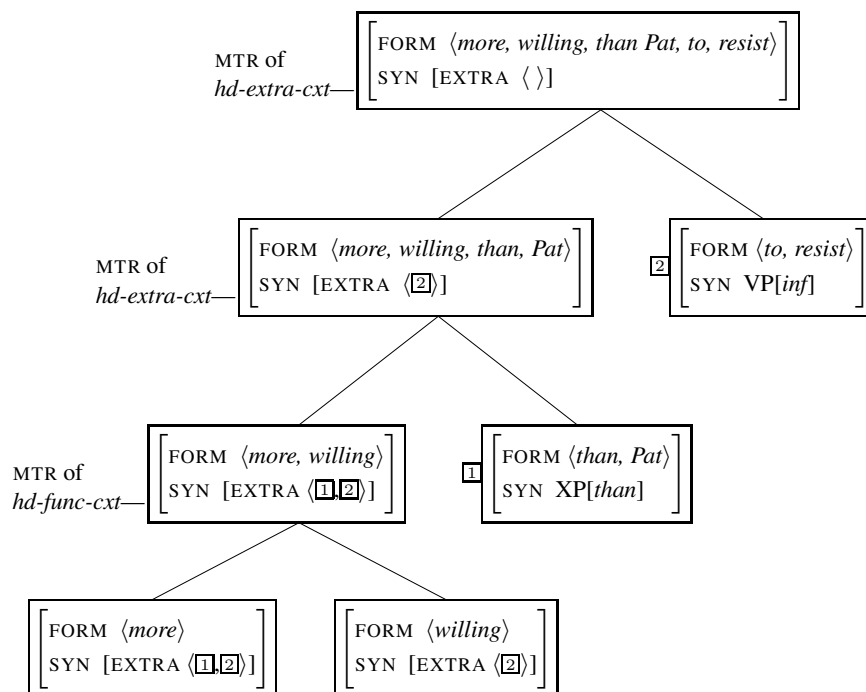 MTR of
hd-extra-cxt
FORM ⟨more, willing, than Pat, to, resist⟩
SYN [EXTRA ⟨ ⟩]
MTR of
hd-extra-cxt
FORM ⟨more, willing, than, Pat⟩
SYN [EXTRA ⟨2⟩]
2
FORM ⟨to, resist⟩
SYN VP[inf]
MTR of
hd-func-cxt
FORM ⟨more, willing⟩
SYN [EXTRA ⟨1,2⟩]
1
FORM ⟨than, Pat⟩
SYN XP[than]
FORM ⟨more⟩
SYN [EXTRA ⟨1,2⟩]
FORM ⟨willing⟩
SYN [EXTRA ⟨2⟩]